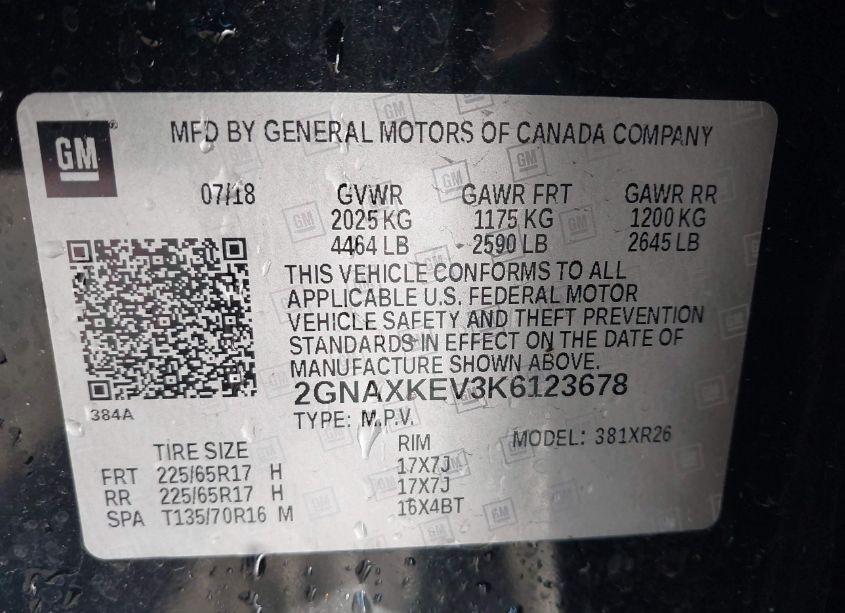 GM
MFD BY GENERAL MOTORS OF CANADA COMPANY
07/18 GVWR GAWR FRT GAWR RR
2025 KG 1175 KG 1200 KG
4464 LB 2590 LB 2645 LB
THIS VEHICLE CONFORMS TO ALL
APPLICABLE U.S. FEDERAL MOTOR
VEHICLE SAFETY AND THEFT PREVENTION
STANDARDS IN EFFECT ON THE DATE OF
MANUFACTURE SHOWN ABOVE.
2GNAXKEV3K6123678
384A
TYPE: M.P.V.
TIRE SIZE RIM MODEL: 381XR26
FRT 225/65R17 H 17X7J
RR 225/65R17 H 17X7J
SPA T135/70R16 M 16X4BT